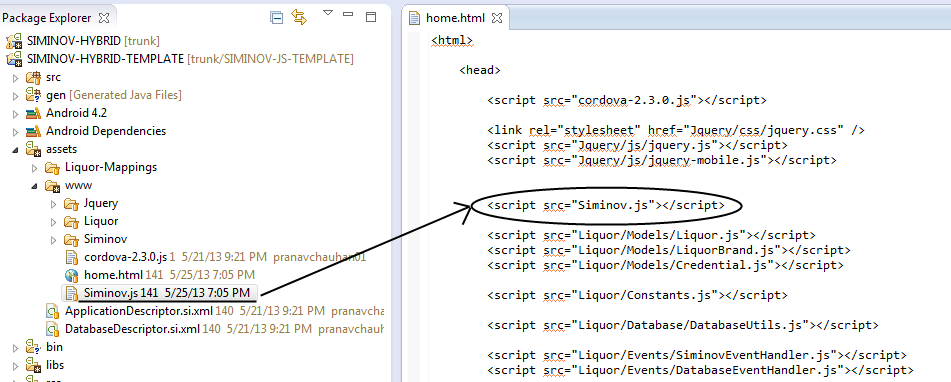 Package Explorer
SIMINOV-HYBRID [trunk]
SIMINOV-HYBRID-TEMPLATE [trunk/SIMINOV-JS-TEMPLATE]
src
gen [Generated Java Files]
Android 4.2
Android Dependencies
assets
Liquor-Mappings
www
Jquery
Liquor
Siminov
cordova-2.3.0.js 1 5/21/13 9:21 PM pranavchauhan01
home.html 141 5/25/13 7:05 PM
Siminov.js 141 5/25/13 7:05 PM
ApplicationDescriptor.si.xml 140 5/21/13 9:21 PM pranavchau
DatabaseDescriptor.si.xml 140 5/21/13 9:21 PM pranavchauh
bin
libs
home.html
<html>
<head>
<script src="cordova-2.3.0.js"></script>
<link rel="stylesheet" href="Jquery/css/jquery.css" />
<script src="Jquery/js/jquery.js"></script>
<script src="Jquery/js/jquery-mobile.js"></script>
<script src="Siminov.js"></script>
<script src="Liquor/Models/Liquor.js"></script>
<script src="Liquor/Models/LiquorBrand.js"></script>
<script src="Liquor/Models/Credential.js"></script>
<script src="Liquor/Constants.js"></script>
<script src="Liquor/Database/DatabaseUtils.js"></script>
<script src="Liquor/Events/SiminovEventHandler.js"></script>
<script src="Liquor/Events/DatabaseEventHandler.js"></script>